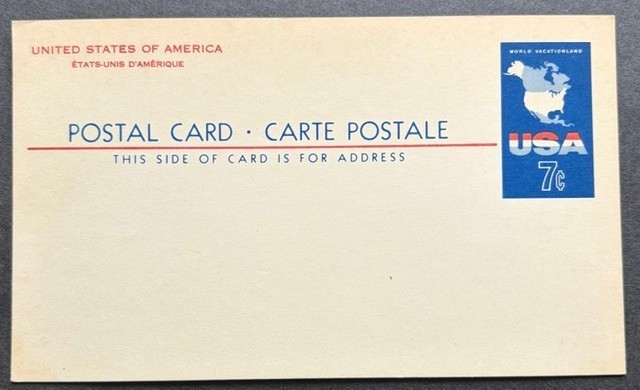 UNITED STATES OF AMERICA
ÉTATS-UNIS D'AMÉRIQUE
WORLD VACATIONLAND
USA
7c
POSTAL CARD · CARTE POSTALE
THIS SIDE OF CARD IS FOR ADDRESS